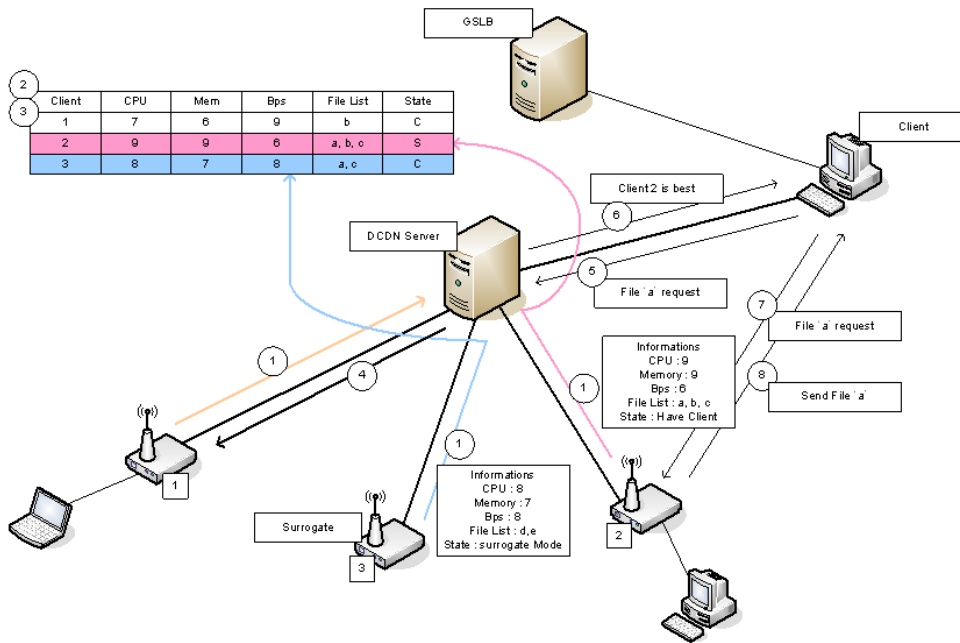 GSLB
2
3
Client CPU Mem Bps File List State
1 7 6 9 b C
2 9 9 6 a, b, c S
3 8 7 8 a, c C
Client
Client2 is best
6
DCDN Server
5
File `a` request
7
File `a` request
1
4
Informations
CPU : 9
Memory : 9
Bps : 6
File List : a, b, c
State : Have Client
1
8
Send File `a`
1
1
Informations
CPU : 8
Memory : 7
Bps : 8
File List : d,e
State : surrogate Mode
Surrogate
3
2